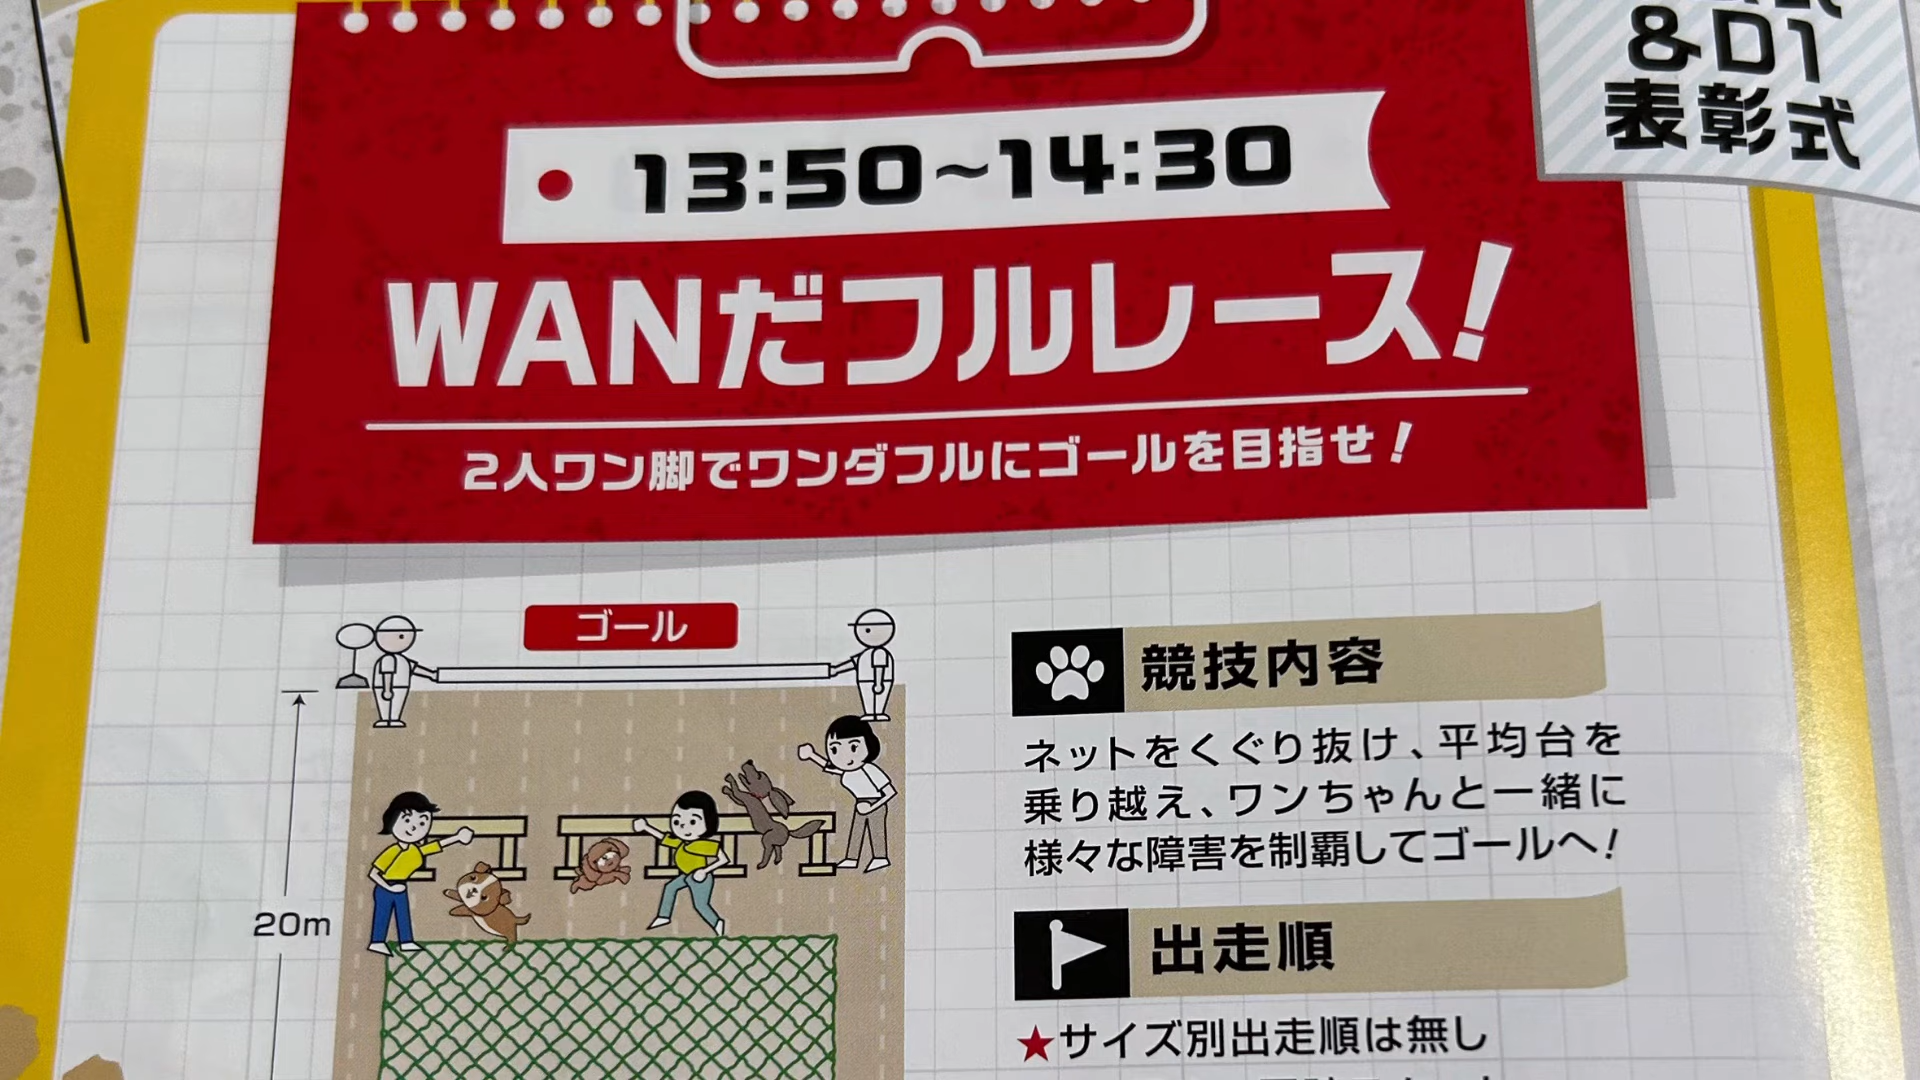 &D1
表彰式
13:50～14:30
WANだフルレース!
2人ワン脚でワンダフルにゴールを目指せ!
ゴール
20m
競技内容
ネットをくぐり抜け、平均台を
乗り越え、ワンちゃんと一緒に
様々な障害を制覇してゴールへ!
出走順
★サイズ別出走順は無し